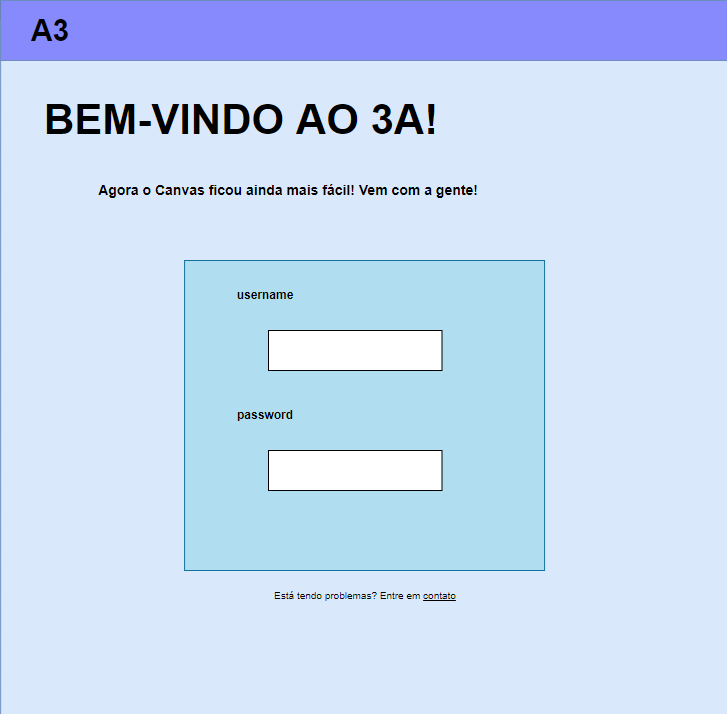 A3
BEM-VINDO AO 3A!
Agora o Canvas ficou ainda mais fácil! Vem com a gente!
username
password
Está tendo problemas? Entre em contato